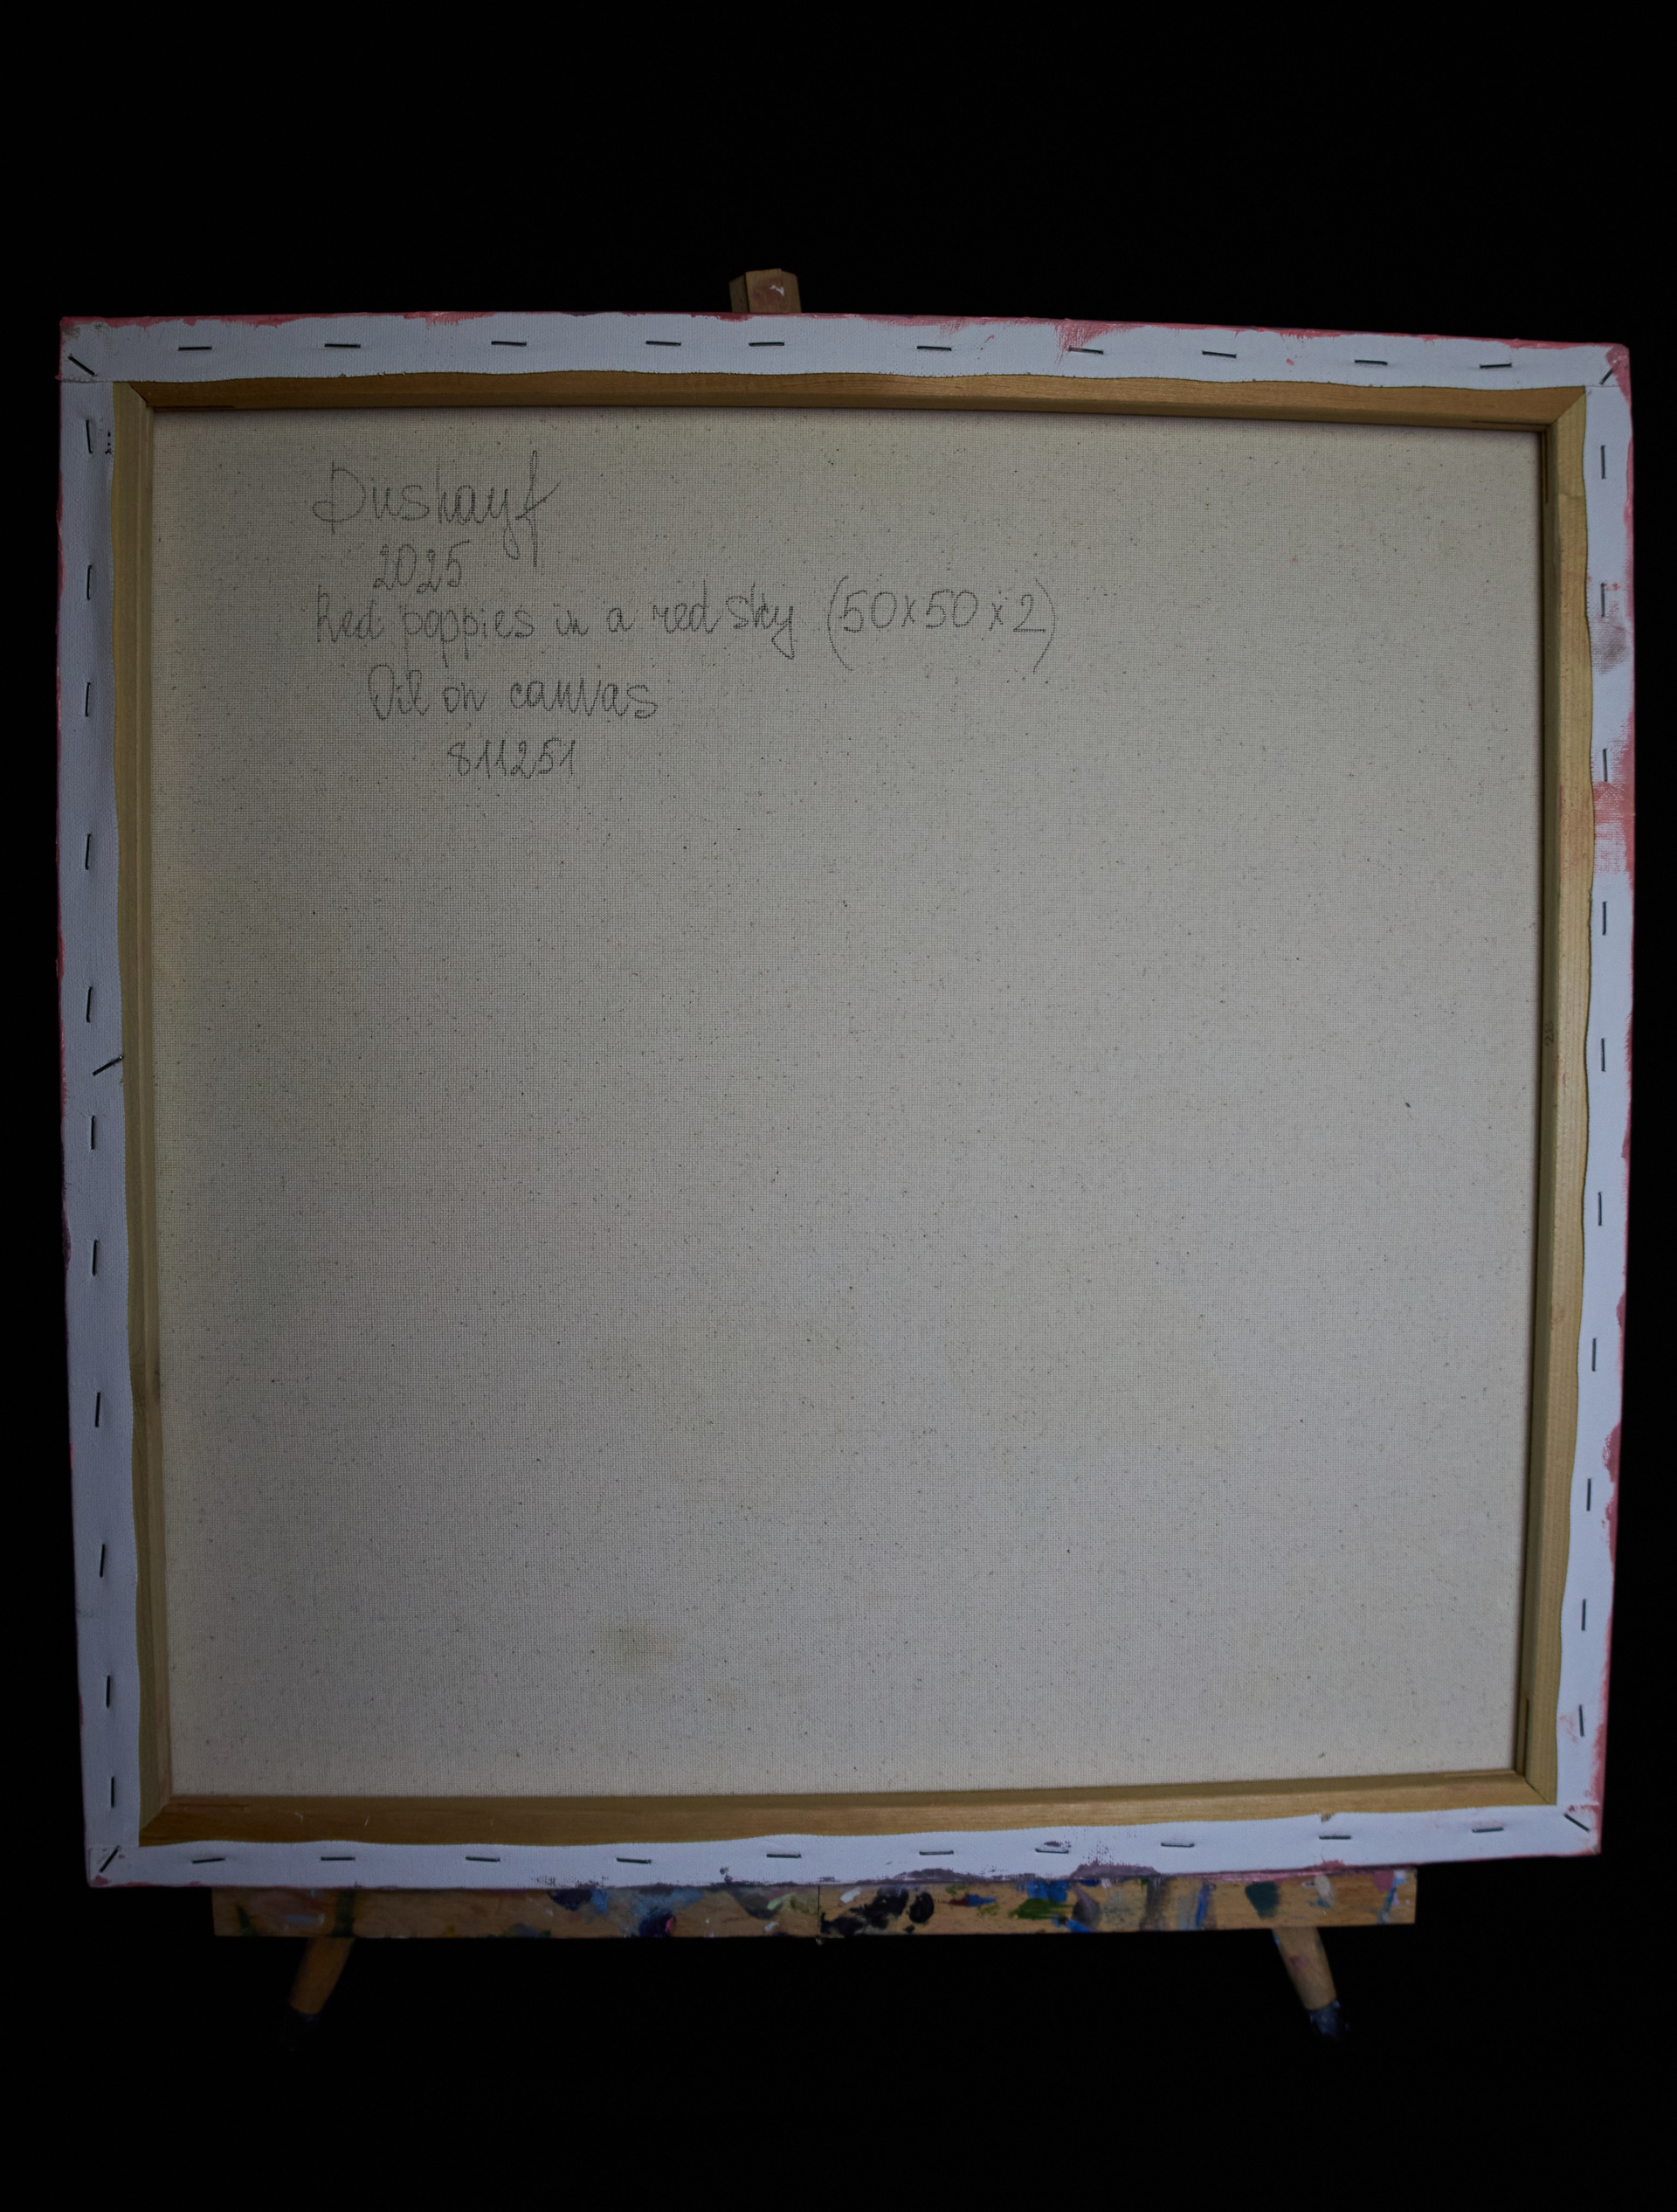 Dushayf
2025
Red poppies in a red sky (50x50x2)
Oil on canvas
811251